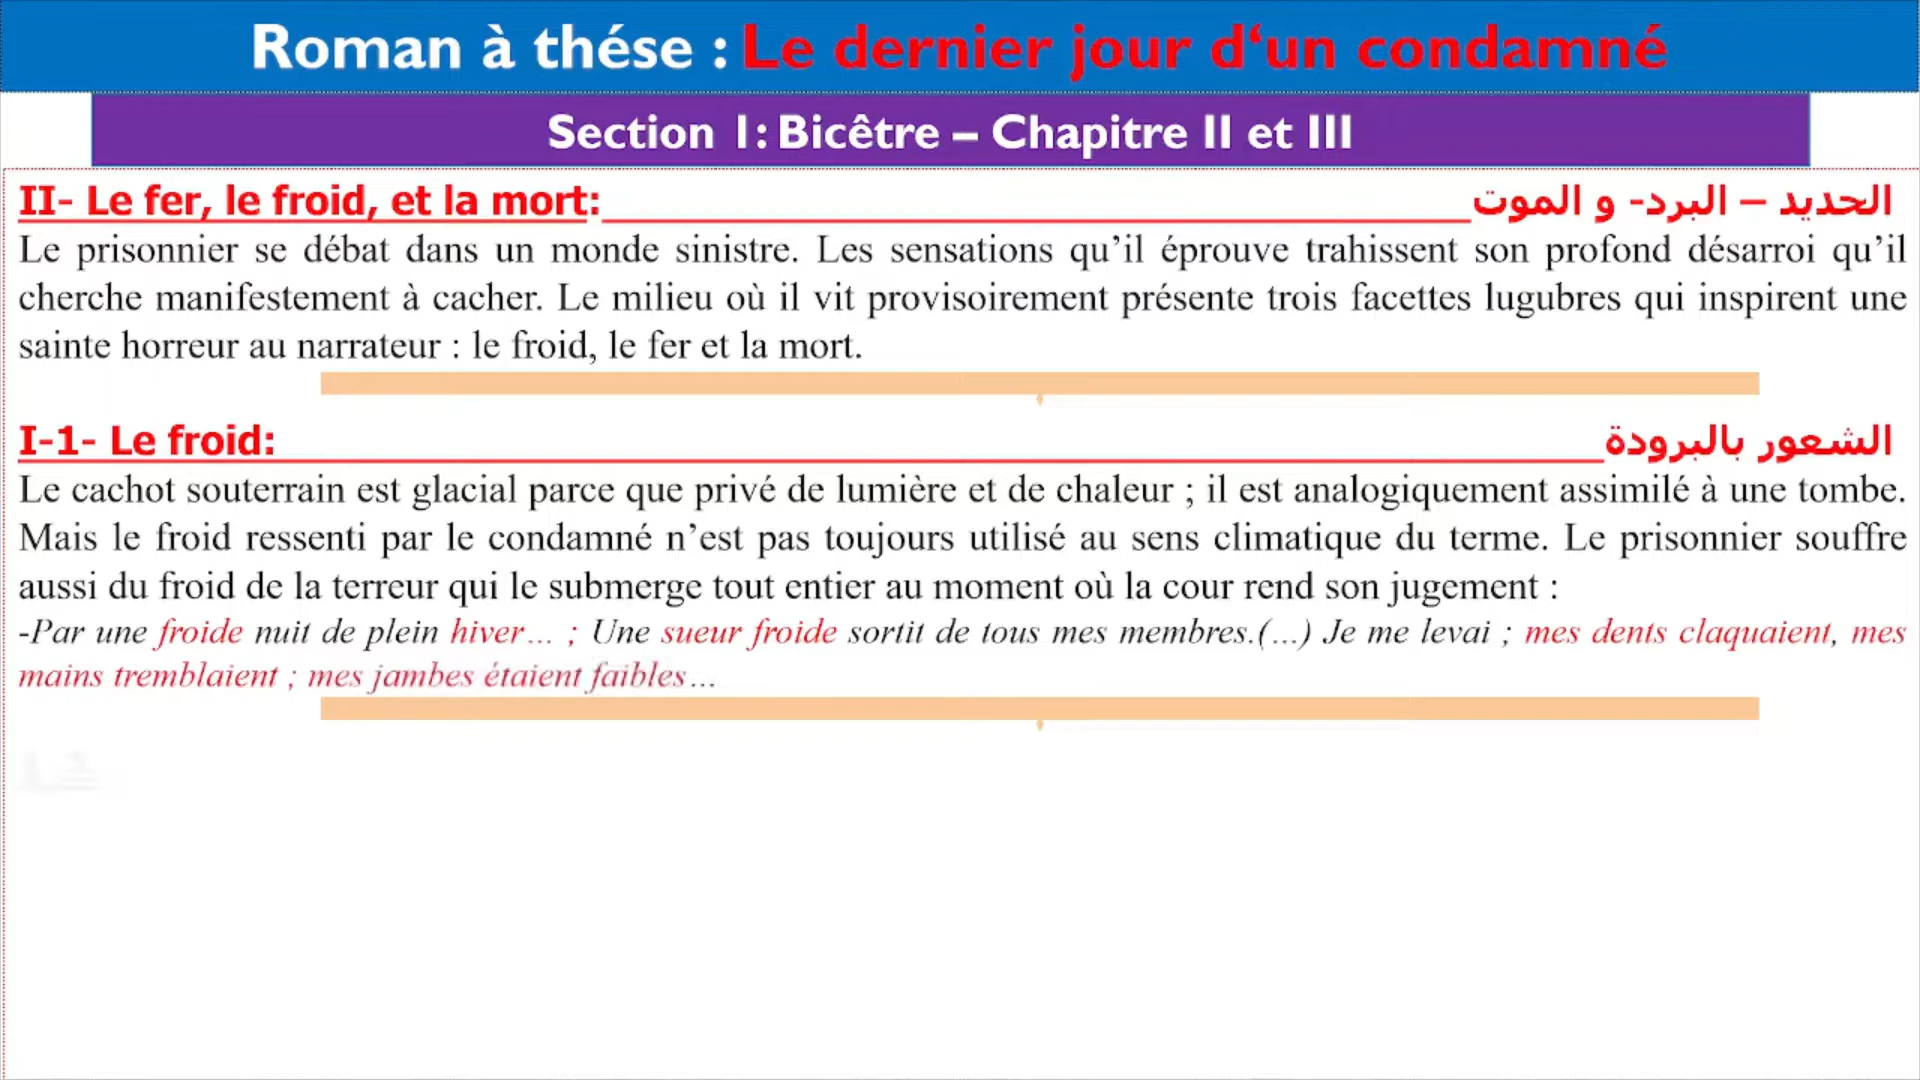 Roman à thése : Le dernier jour d‘un condamné
Section 1: Bicêtre – Chapitre II et III
II- Le fer, le froid, et la mort: الحديد – البرد- و الموت
Le prisonnier se débat dans un monde sinistre. Les sensations qu’il éprouve trahissent son profond désarroi qu’il
cherche manifestement à cacher. Le milieu où il vit provisoirement présente trois facettes lugubres qui inspirent une
sainte horreur au narrateur : le froid, le fer et la mort.
I-1- Le froid: الشعور بالبرودة
Le cachot souterrain est glacial parce que privé de lumière et de chaleur ; il est analogiquement assimilé à une tombe.
Mais le froid ressenti par le condamné n’est pas toujours utilisé au sens climatique du terme. Le prisonnier souffre
aussi du froid de la terreur qui le submerge tout entier au moment où la cour rend son jugement :
-Par une froide nuit de plein hiver… ; Une sueur froide sortit de tous mes membres.(…) Je me levai ; mes dents claquaient, mes
mains tremblaient ; mes jambes étaient faibles…